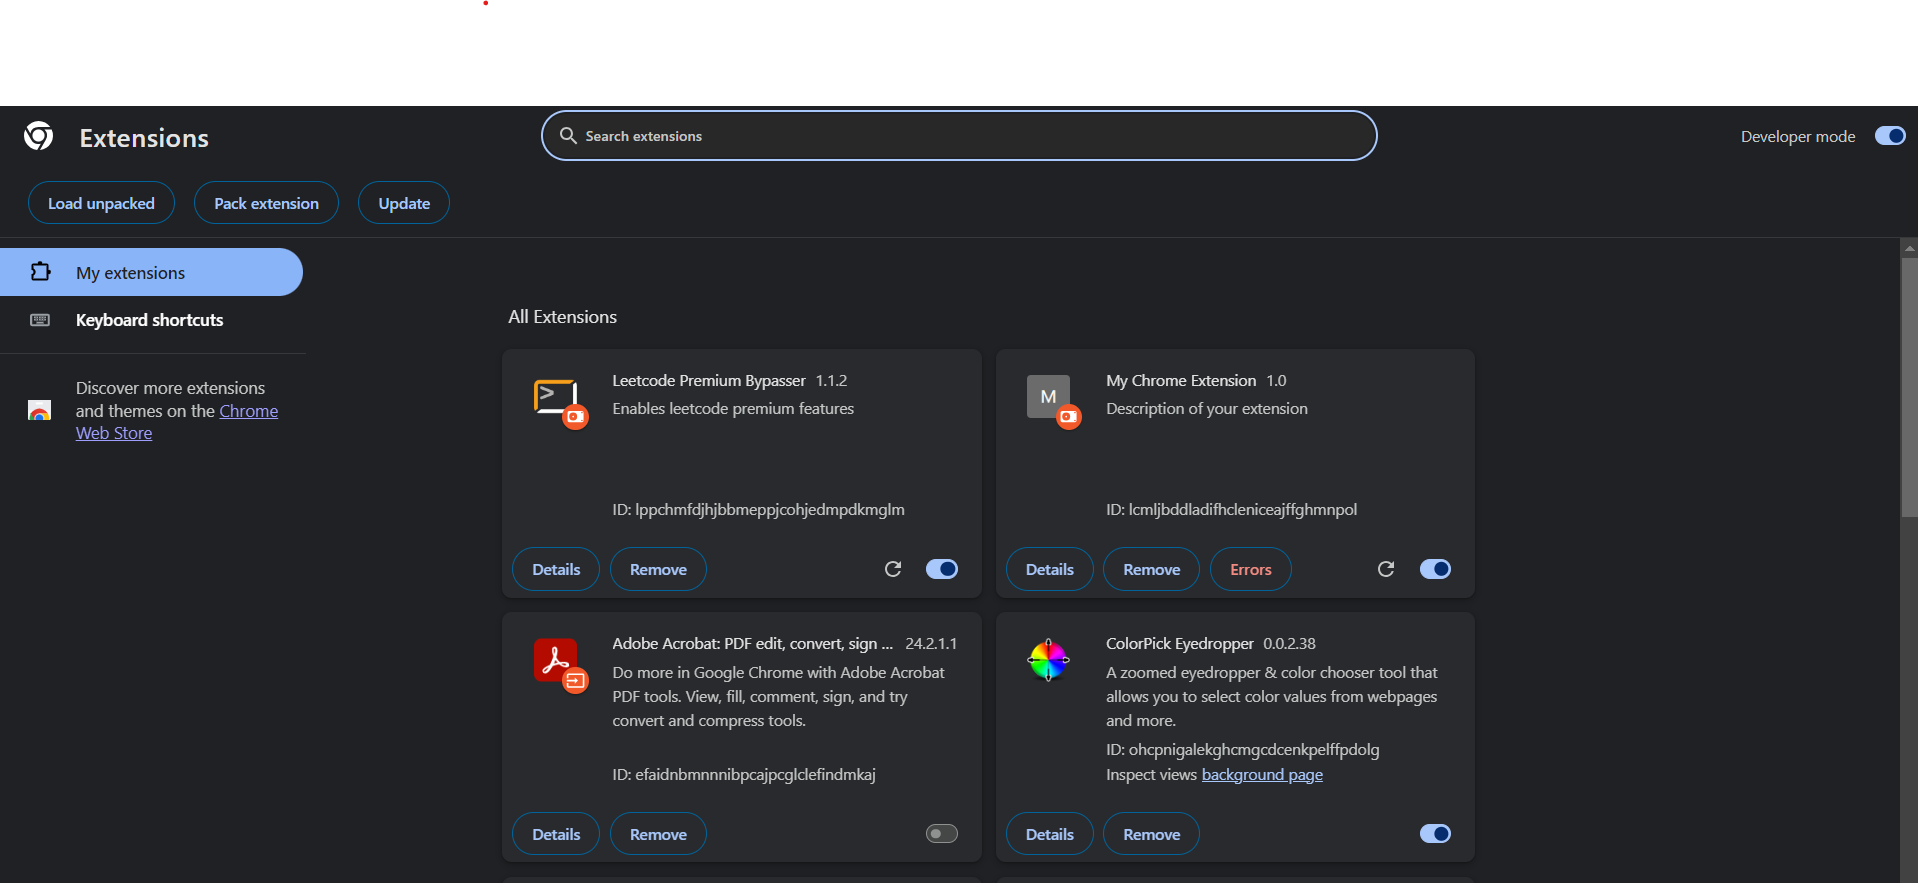 Extensions
Search extensions
Developer mode
Load unpacked
Pack extension
Update
My extensions
Keyboard shortcuts
Discover more extensions
and themes on the Chrome
Web Store
All Extensions
Leetcode Premium Bypasser 1.1.2
Enables leetcode premium features
ID: lppchmfdjhjbbmeppjcohjedmpdkmglm
Details
Remove
M
My Chrome Extension 1.0
Description of your extension
ID: lcmljbddladifhcleniceajffghmnpol
Details
Remove
Errors
Adobe Acrobat: PDF edit, convert, sign ... 24.2.1.1
Do more in Google Chrome with Adobe Acrobat
PDF tools. View, fill, comment, sign, and try
convert and compress tools.
ID: efaidnbmnnnibpcajpcglclefindmkaj
Details
Remove
ColorPick Eyedropper 0.0.2.38
A zoomed eyedropper & color chooser tool that
allows you to select color values from webpages
and more.
ID: ohcpnigalekghcmgcdcenkpelffpdolg
Inspect views background page
Details
Remove